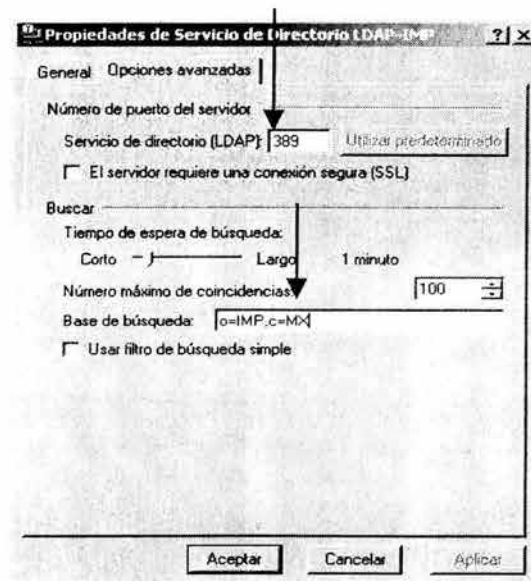 Propiedades de Servicio de Directorio LDAP-IMP ? ×
General Opciones avanzadas
Número de puerto del servidor
Servicio de directorio (LDAP): 389 Utilizar predeterminado
El servidor requiere una conexión segura (SSL)
Buscar
Tiempo de espera de búsqueda:
Corto Largo 1 minuto
Número máximo de coincidencias: 100
Base de búsqueda: o=IMP,c=MX
Usar filtro de búsqueda simple
Aceptar Cancelar Aplicar